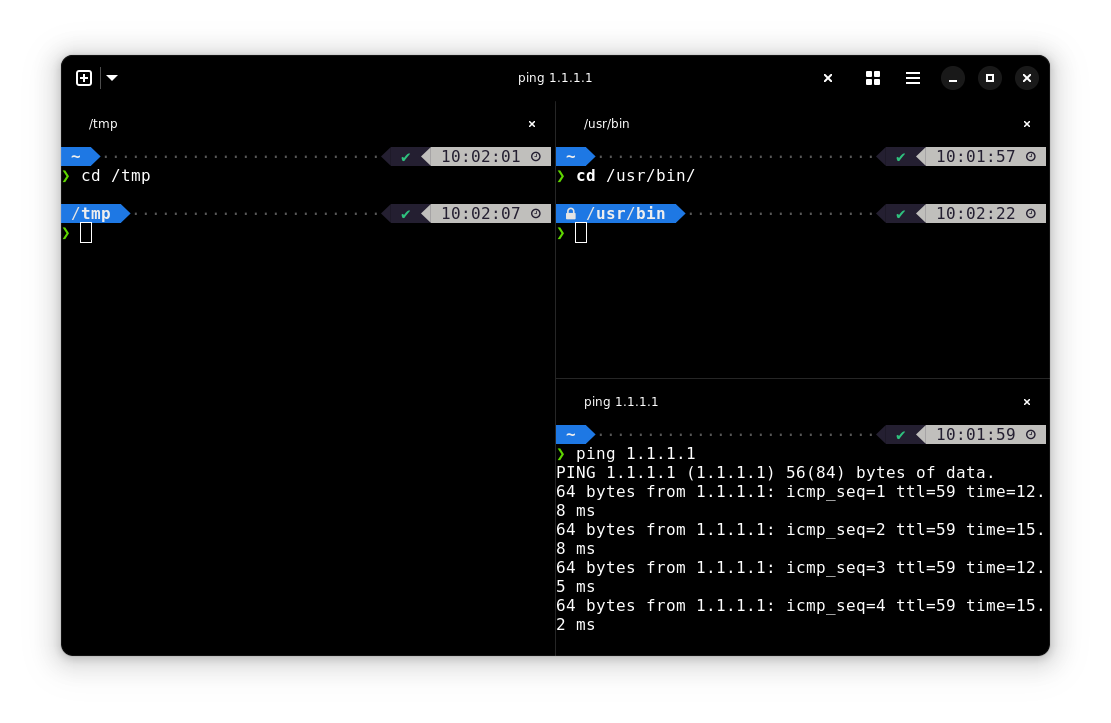 ping 1.1.1.1
/tmp
~ 10:02:01
❯ cd /tmp
/tmp 10:02:07
❯
/usr/bin
~ 10:01:57
❯ cd /usr/bin/
/usr/bin 10:02:22
❯
ping 1.1.1.1
~ 10:01:59
❯ ping 1.1.1.1
PING 1.1.1.1 (1.1.1.1) 56(84) bytes of data.
64 bytes from 1.1.1.1: icmp_seq=1 ttl=59 time=12.
8 ms
64 bytes from 1.1.1.1: icmp_seq=2 ttl=59 time=15.
8 ms
64 bytes from 1.1.1.1: icmp_seq=3 ttl=59 time=12.
5 ms
64 bytes from 1.1.1.1: icmp_seq=4 ttl=59 time=15.
2 ms